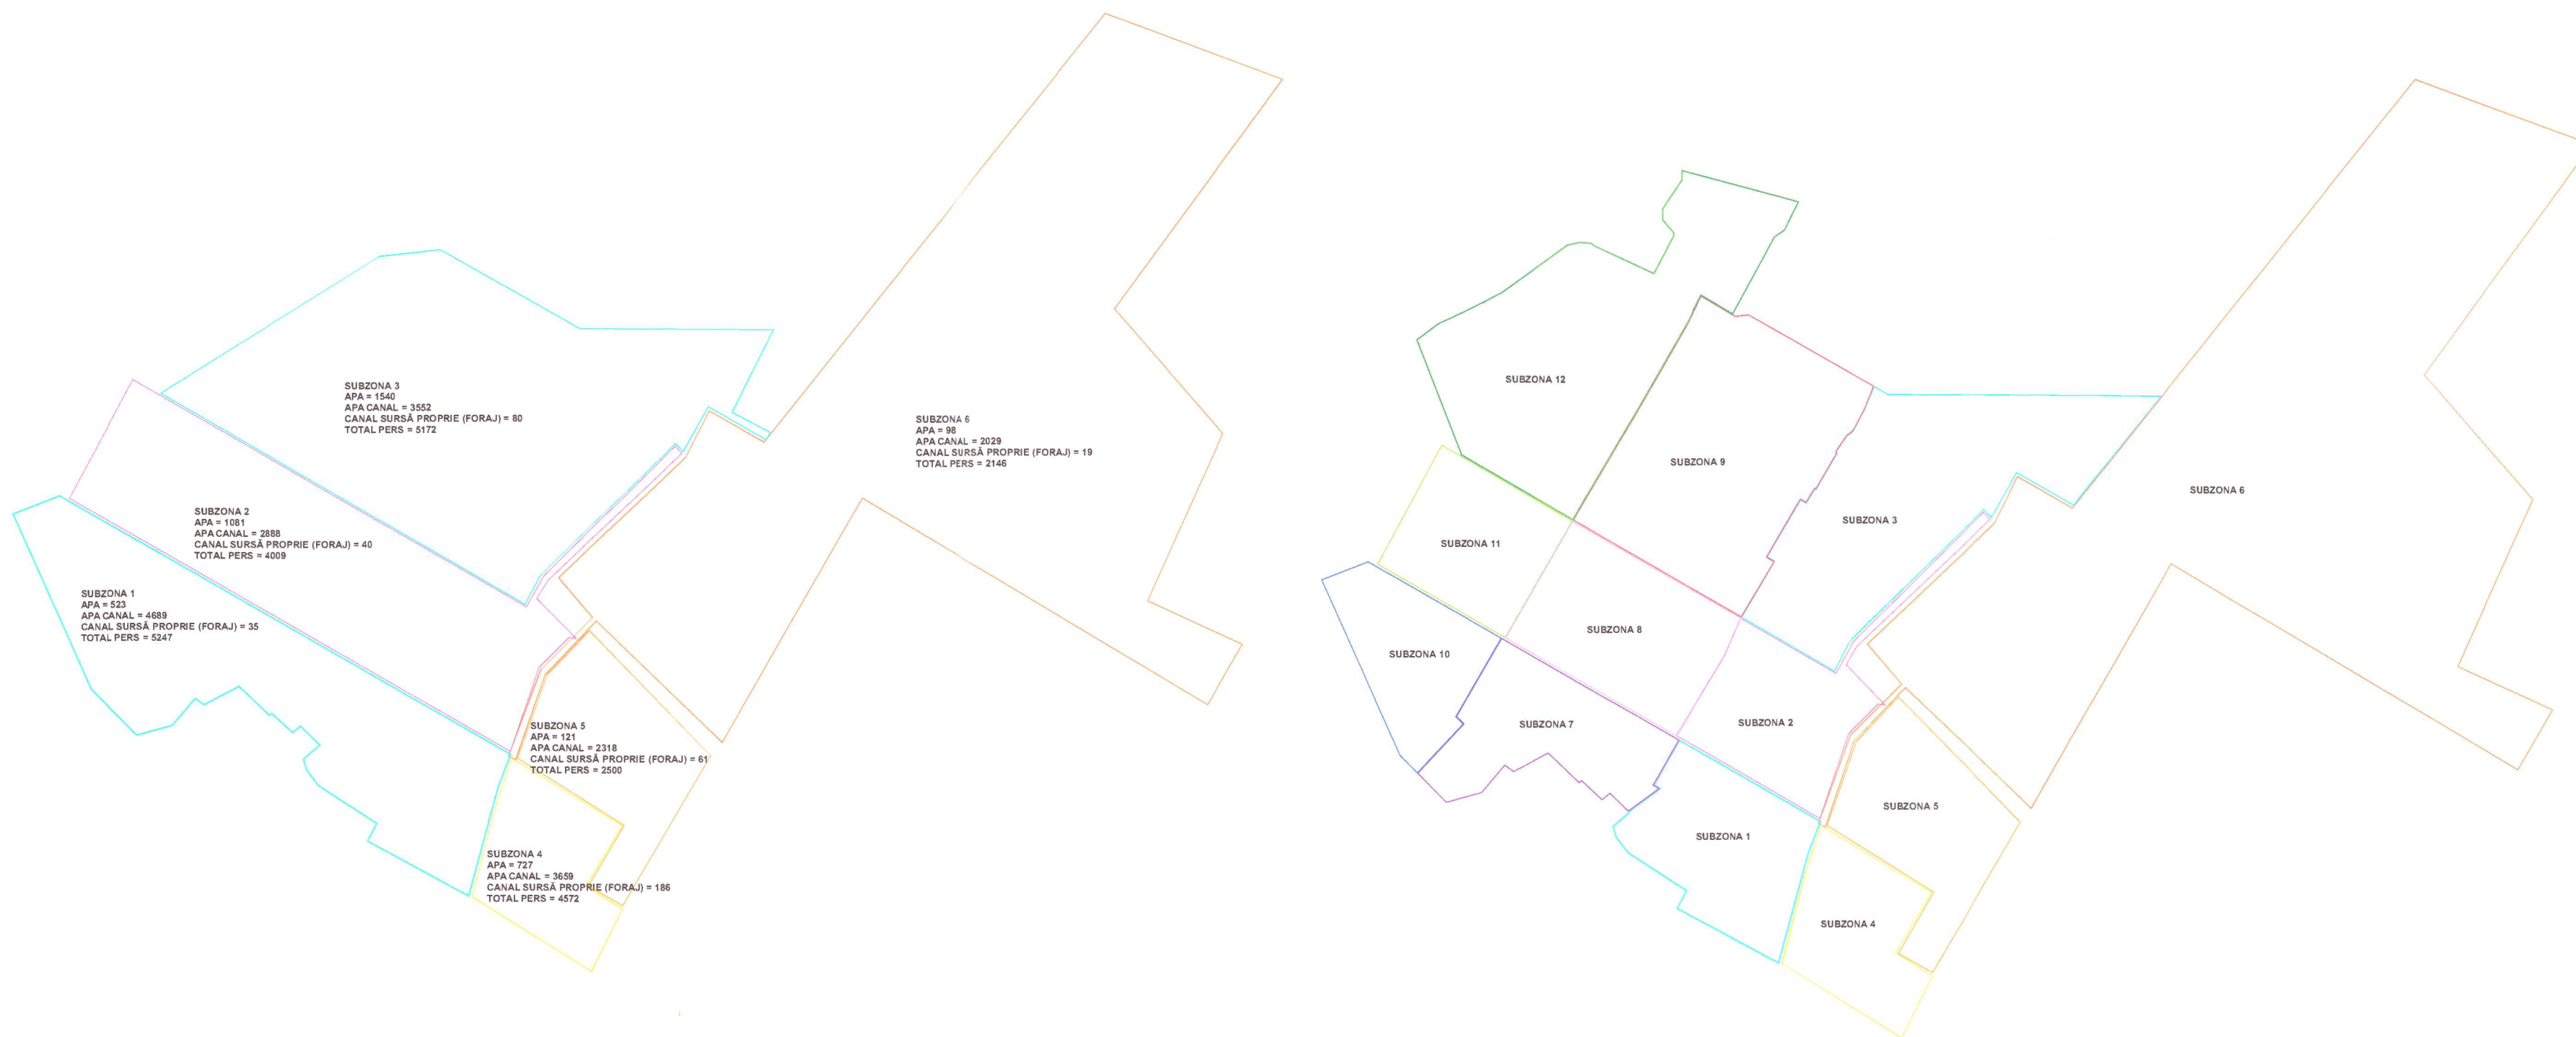 SUBZONA 3
APA = 1540
APA CANAL = 3552
CANAL SURSĂ PROPRIE (FORAJ) = 80
TOTAL PERS = 5172
SUBZONA 6
APA = 98
APA CANAL = 2029
CANAL SURSĂ PROPRIE (FORAJ) = 19
TOTAL PERS = 2146
SUBZONA 2
APA = 1081
APA CANAL = 2888
CANAL SURSĂ PROPRIE (FORAJ) = 40
TOTAL PERS = 4009
SUBZONA 1
APA = 523
APA CANAL = 4689
CANAL SURSĂ PROPRIE (FORAJ) = 35
TOTAL PERS = 5247
SUBZONA 5
APA = 121
APA CANAL = 2318
CANAL SURSĂ PROPRIE (FORAJ) = 61
TOTAL PERS = 2500
SUBZONA 4
APA = 727
APA CANAL = 3659
CANAL SURSĂ PROPRIE (FORAJ) = 186
TOTAL PERS = 4572
SUBZONA 12
SUBZONA 9
SUBZONA 6
SUBZONA 3
SUBZONA 11
SUBZONA 8
SUBZONA 10
SUBZONA 7
SUBZONA 2
SUBZONA 5
SUBZONA 1
SUBZONA 4